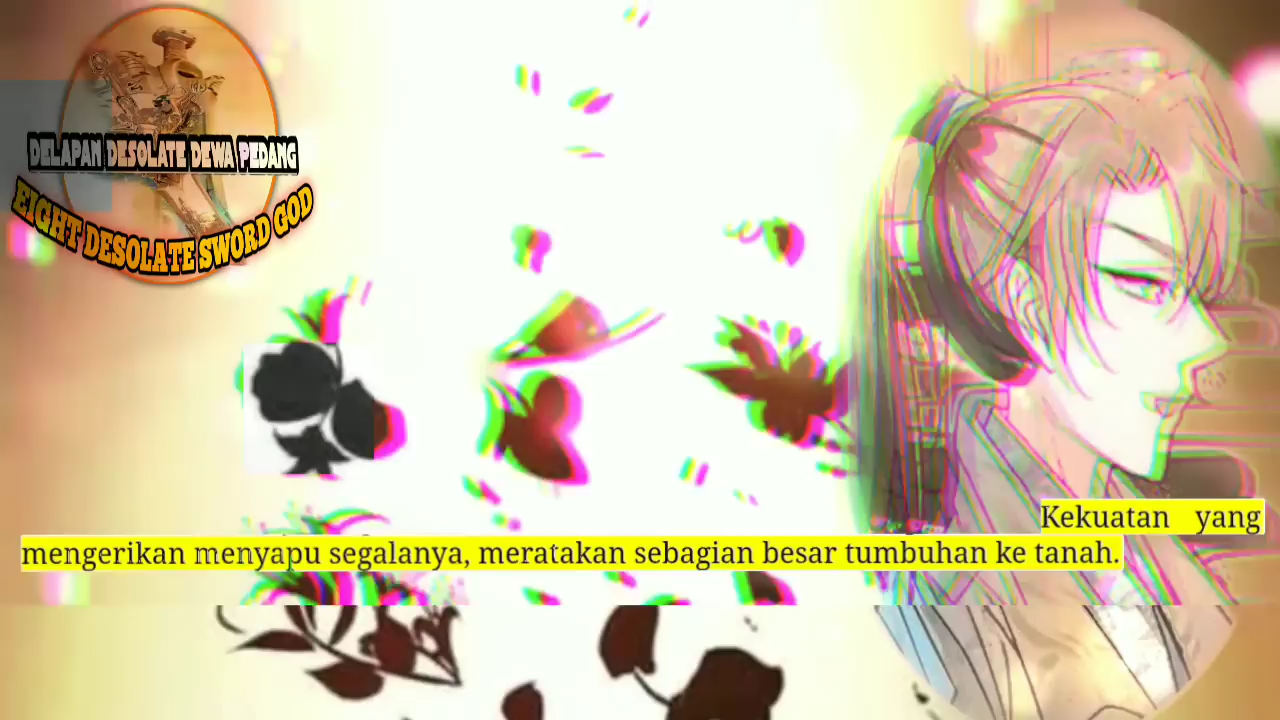 DELAPAN DESOLATE DEWA PEDANG
EIGHT DESOLATE SWORD GOD
Kekuatan yang
mengerikan menyapu segalanya, meratakan sebagian besar tumbuhan ke tanah.